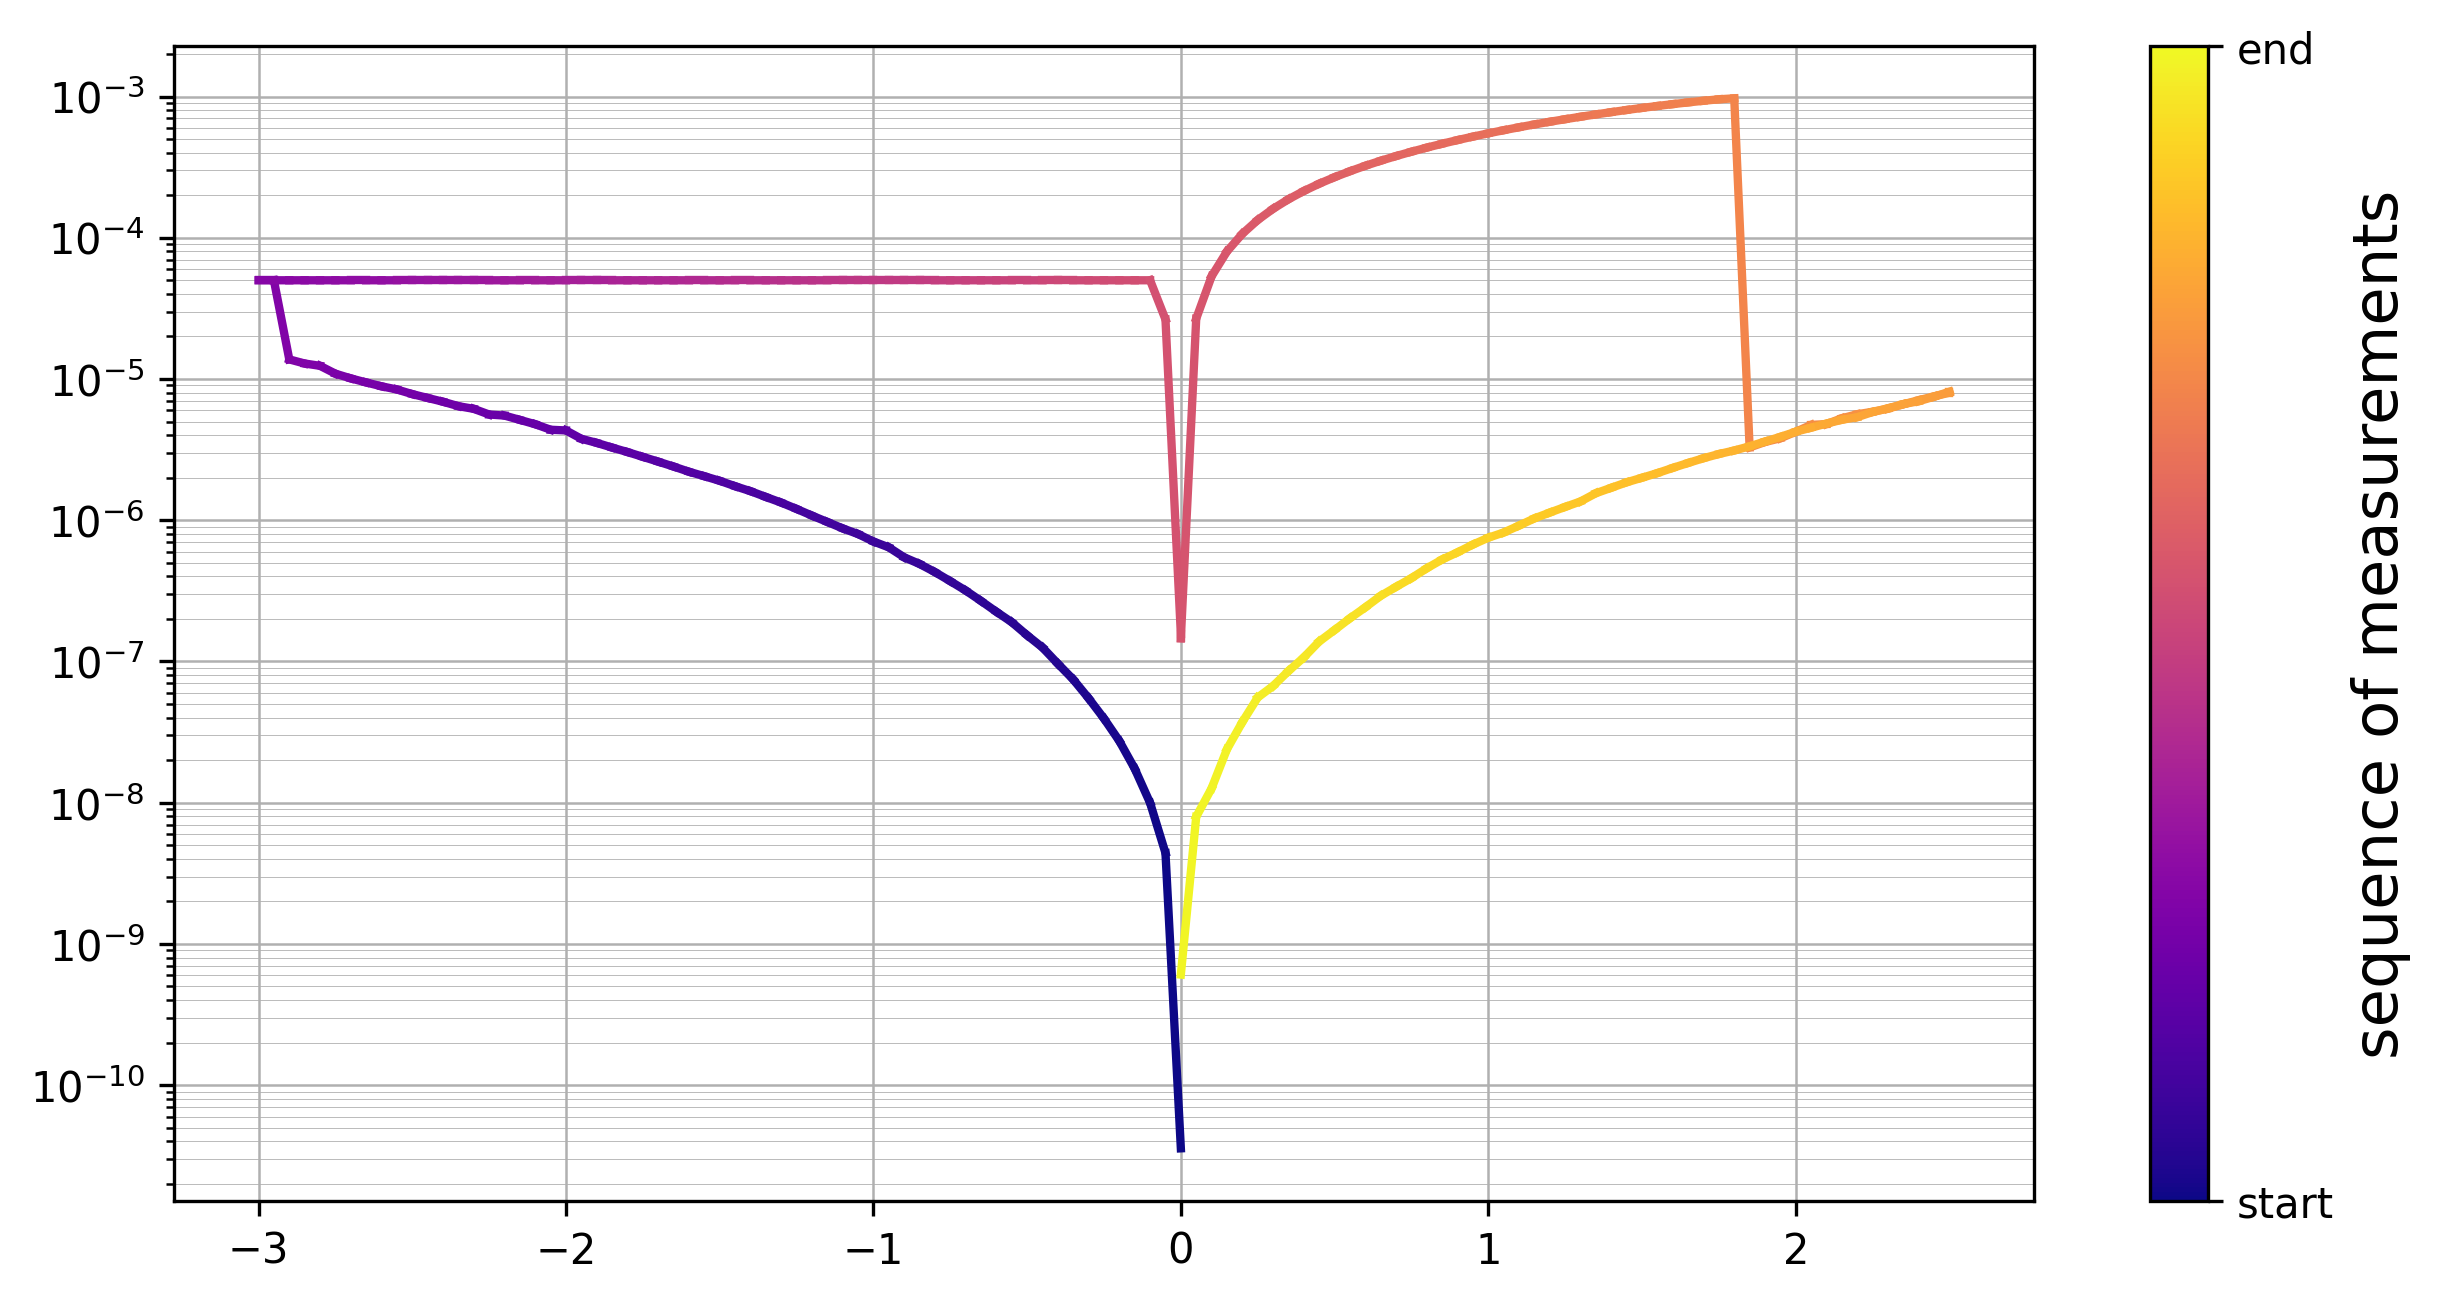 10⁻³
10⁻⁴
10⁻⁵
10⁻⁶
10⁻⁷
10⁻⁸
10⁻⁹
10⁻¹⁰
−3 −2 −1 0 1 2
end
start
sequence of measurements